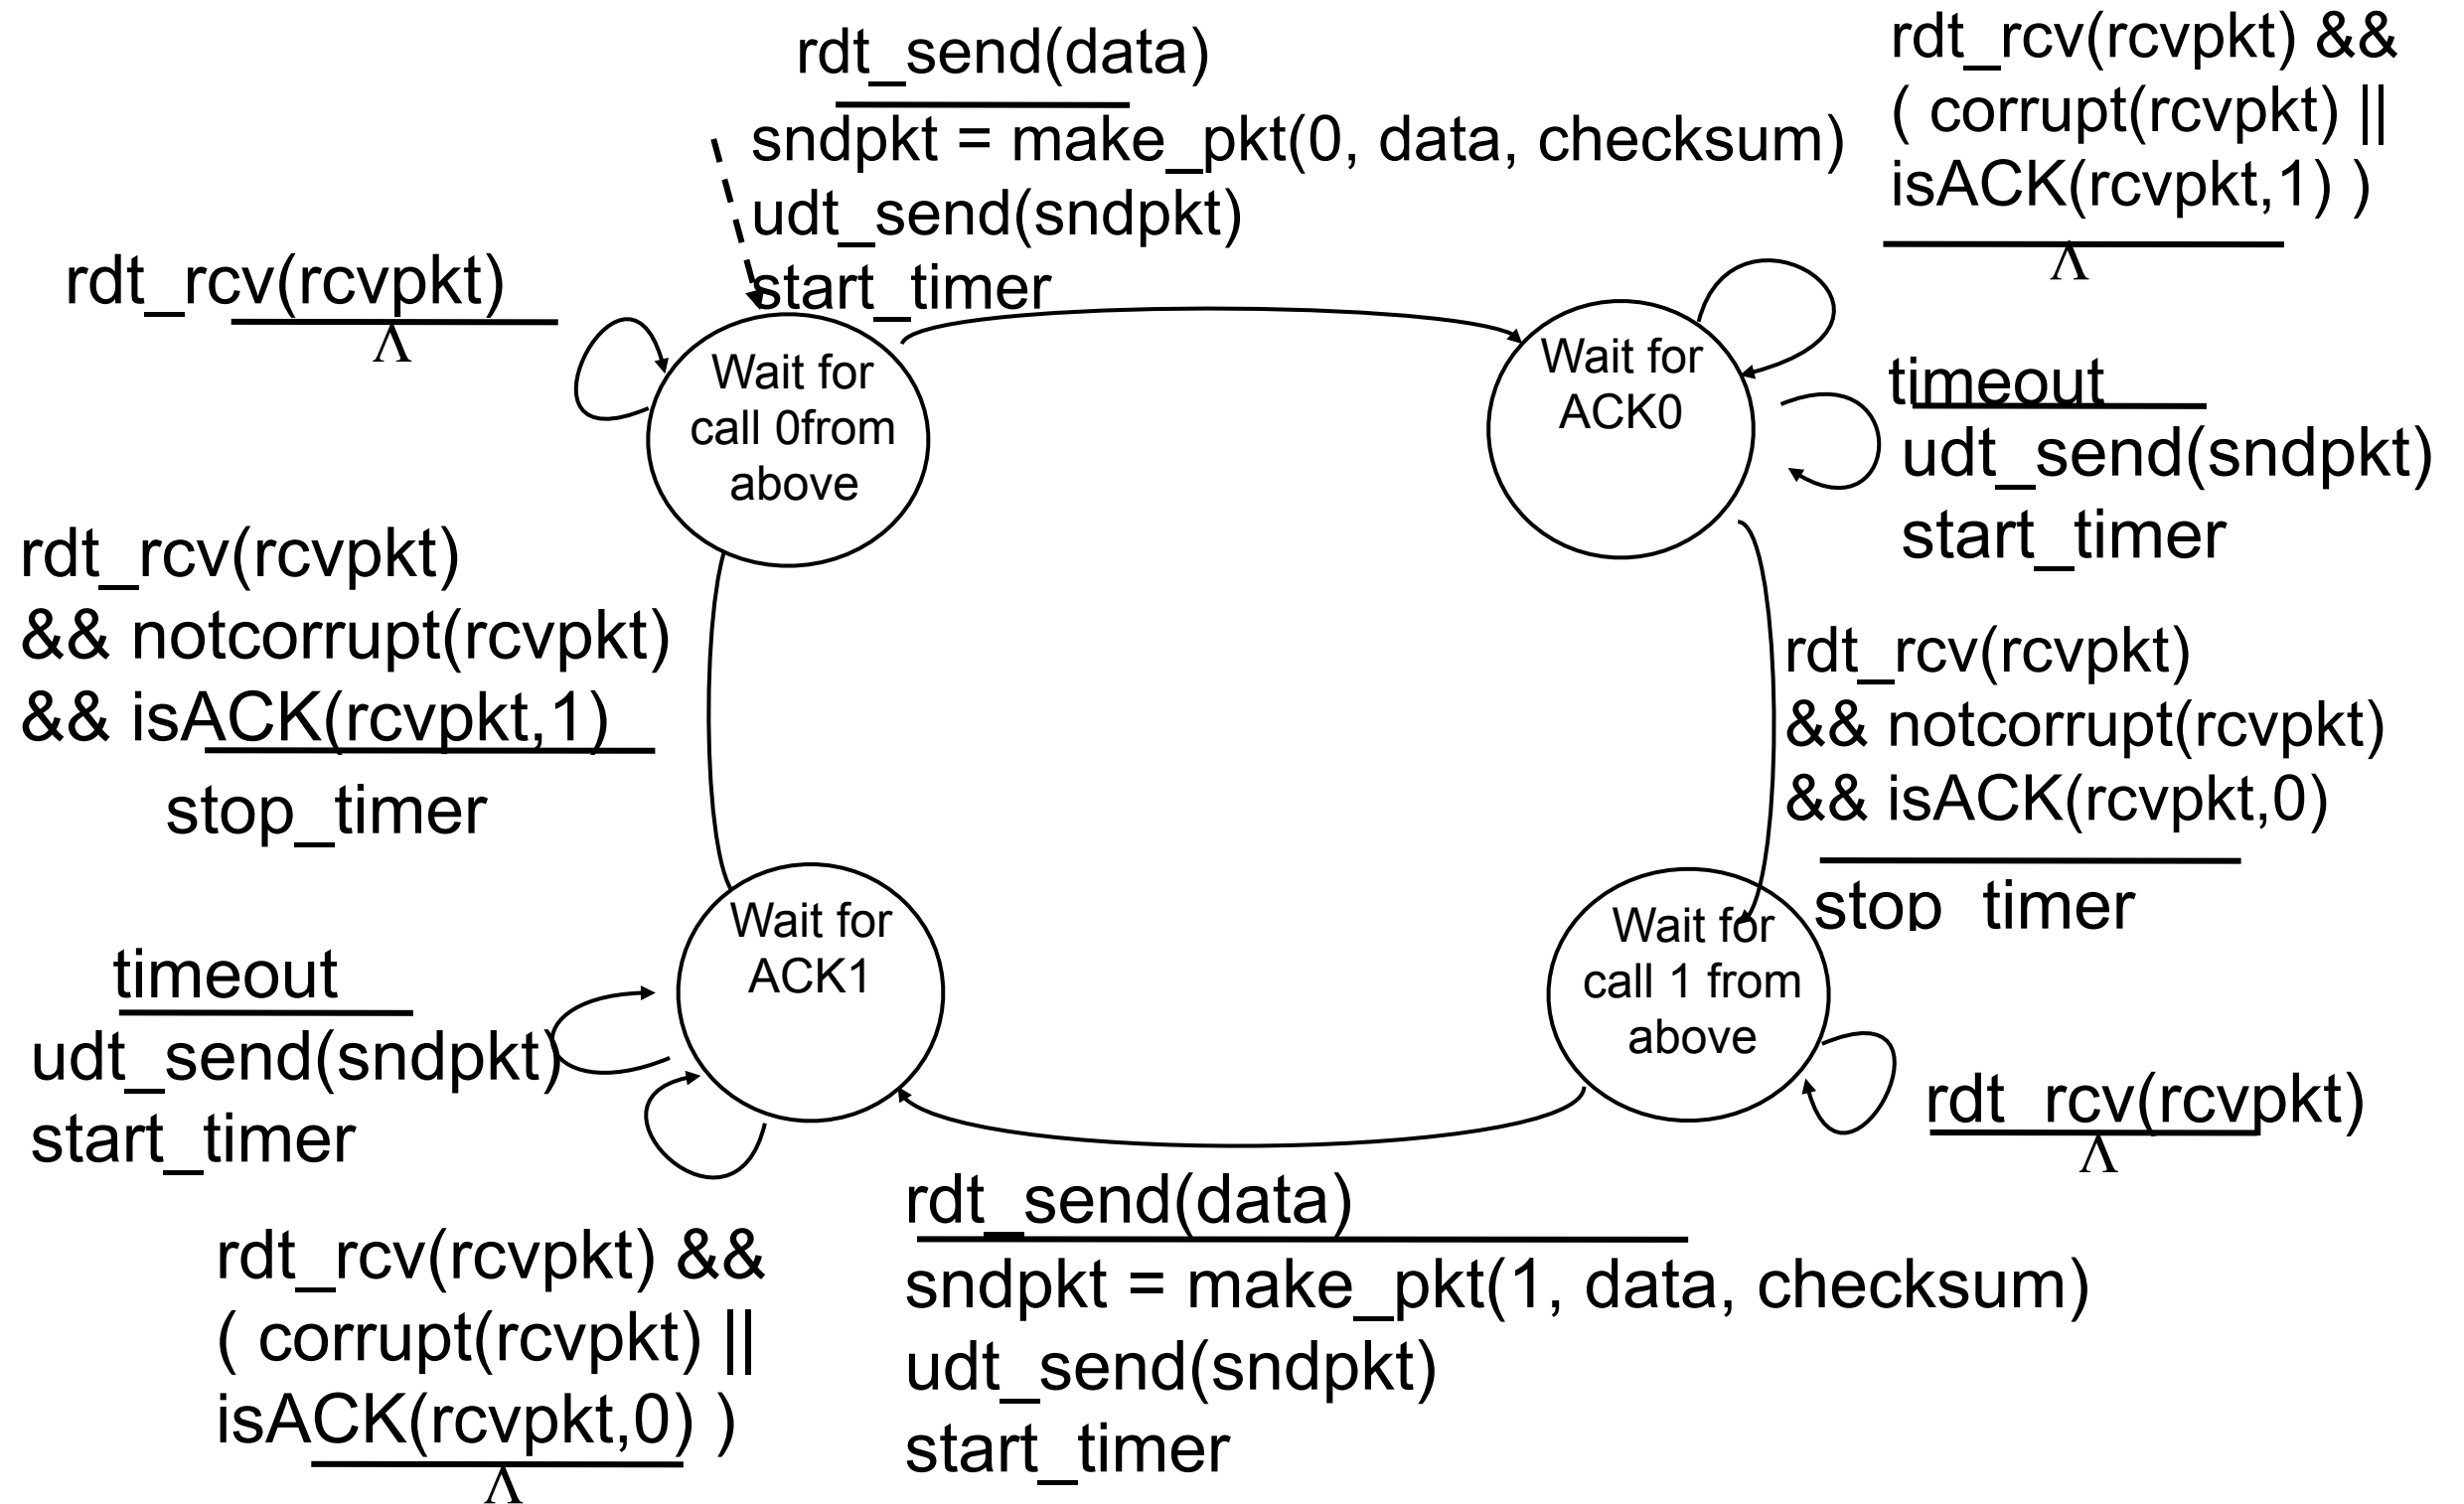 rdt_send(data)
sndpkt = make_pkt(0, data, checksum)
udt_send(sndpkt)
start_timer
rdt_rcv(rcvpkt) &&
( corrupt(rcvpkt) ||
isACK(rcvpkt,1) )
Λ
rdt_rcv(rcvpkt)
Λ
Wait for
call 0from
above
Wait for
ACK0
timeout
udt_send(sndpkt)
start_timer
rdt_rcv(rcvpkt)
&& notcorrupt(rcvpkt)
&& isACK(rcvpkt,1)
stop_timer
rdt_rcv(rcvpkt)
&& notcorrupt(rcvpkt)
&& isACK(rcvpkt,0)
stop timer
Wait for
ACK1
Wait for
call 1 from
above
timeout
udt_send(sndpkt)
start_timer
rdt rcv(rcvpkt)
Λ
rdt_send(data)
sndpkt = make_pkt(1, data, checksum)
udt_send(sndpkt)
start_timer
rdt_rcv(rcvpkt) &&
( corrupt(rcvpkt) ||
isACK(rcvpkt,0) )
Λ